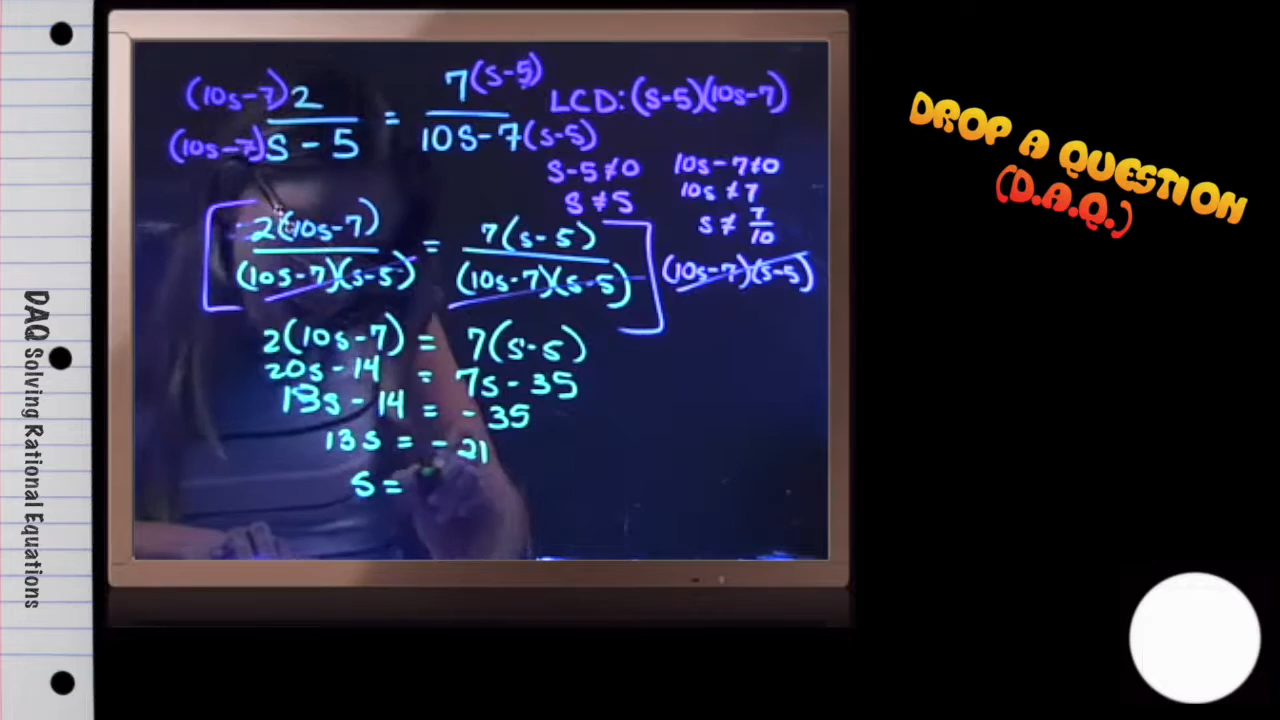 DAQ Solving Rational Equations
DROP A QUESTION
(D.A.Q.)
(10s-7)2 = 7(s-5)
(10s-7)s-5 10s-7(s-5)
LCD: (s-5)(10s-7)
s-5≠0 10s-7≠0
s≠5 10s≠7
s≠7/10
[2(10s-7)/(10s-7)(s-5) = 7(s-5)/(10s-7)(s-5)](10s-7)(s-5)
2(10s-7) = 7(s-5)
20s-14 = 7s-35
13s-14 = -35
13s = -21
s =